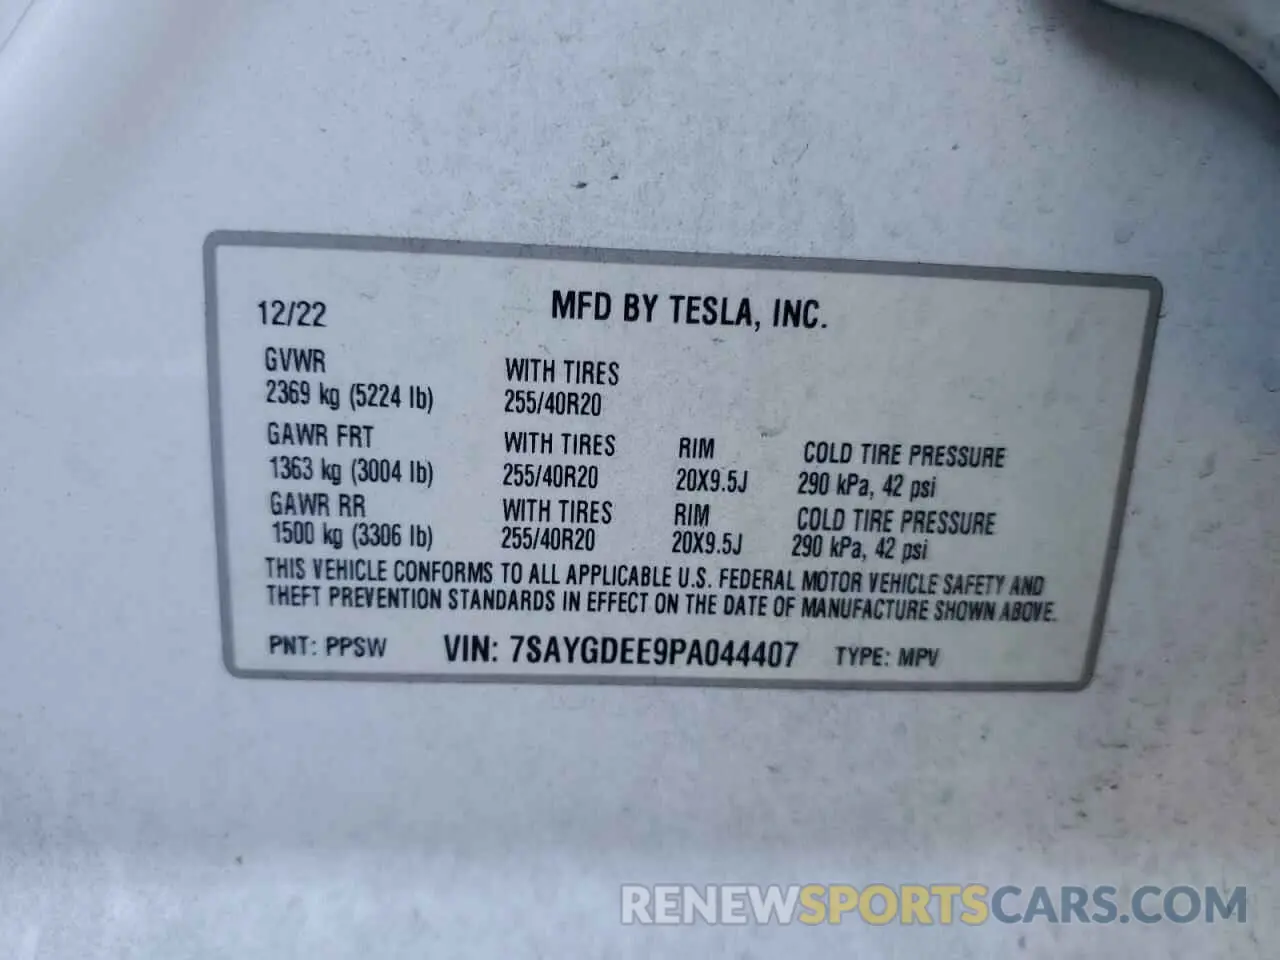 12/22 MFD BY TESLA, INC.
GVWR WITH TIRES
2369 kg (5224 lb) 255/40R20
GAWR FRT WITH TIRES RIM COLD TIRE PRESSURE
1363 kg (3004 lb) 255/40R20 20X9.5J 290 kPa, 42 psi
GAWR RR WITH TIRES RIM COLD TIRE PRESSURE
1500 kg (3306 lb) 255/40R20 20X9.5J 290 kPa, 42 psi
THIS VEHICLE CONFORMS TO ALL APPLICABLE U.S. FEDERAL MOTOR VEHICLE SAFETY AND
THEFT PREVENTION STANDARDS IN EFFECT ON THE DATE OF MANUFACTURE SHOWN ABOVE.
PNT: PPSW VIN: 7SAYGDEE9PA044407 TYPE: MPV
RENEWSPORTSCARS.COM